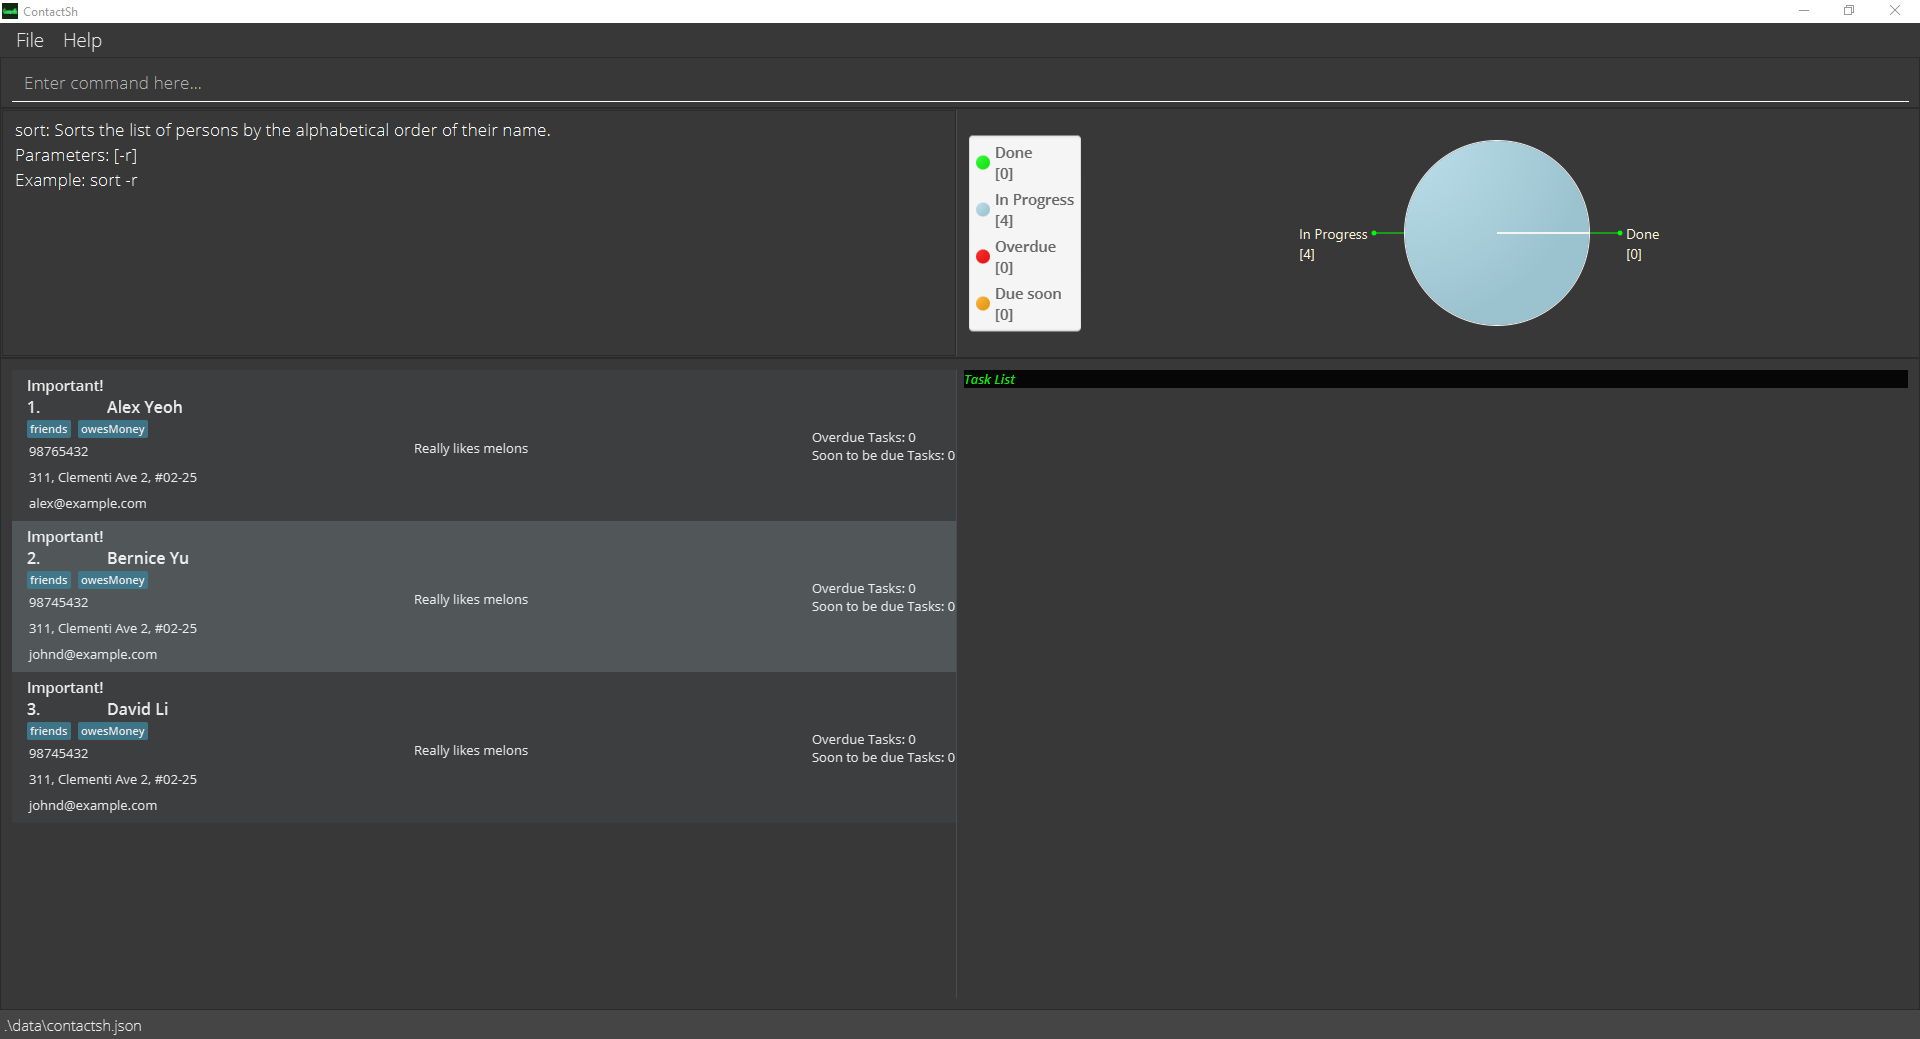 ContactSh
File Help
Enter command here...
sort: Sorts the list of persons by the alphabetical order of their name.
Parameters: [-r]
Example: sort -r
Done
[0]
In Progress
[4]
Overdue
[0]
Due soon
[0]
In Progress
[4]
Done
[0]
Important!
1. Alex Yeoh
friends owesMoney
98765432
311, Clementi Ave 2, #02-25
alex@example.com
Really likes melons
Overdue Tasks: 0
Soon to be due Tasks: 0
Important!
2. Bernice Yu
friends owesMoney
98745432
311, Clementi Ave 2, #02-25
johnd@example.com
Really likes melons
Overdue Tasks: 0
Soon to be due Tasks: 0
Important!
3. David Li
friends owesMoney
98745432
311, Clementi Ave 2, #02-25
johnd@example.com
Really likes melons
Overdue Tasks: 0
Soon to be due Tasks: 0
Task List
.\data\contactsh.json